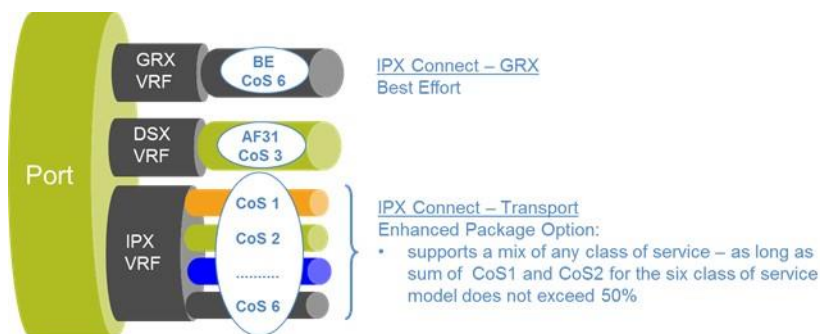 Port
GRX
VRF
BE
CoS 6
IPX Connect – GRX
Best Effort
DSX
VRF
AF31
CoS 3
IPX
VRF
CoS 1
CoS 2
..........
CoS 6
IPX Connect – Transport
Enhanced Package Option:
• supports a mix of any class of service – as long as
sum of CoS1 and CoS2 for the six class of service
model does not exceed 50%